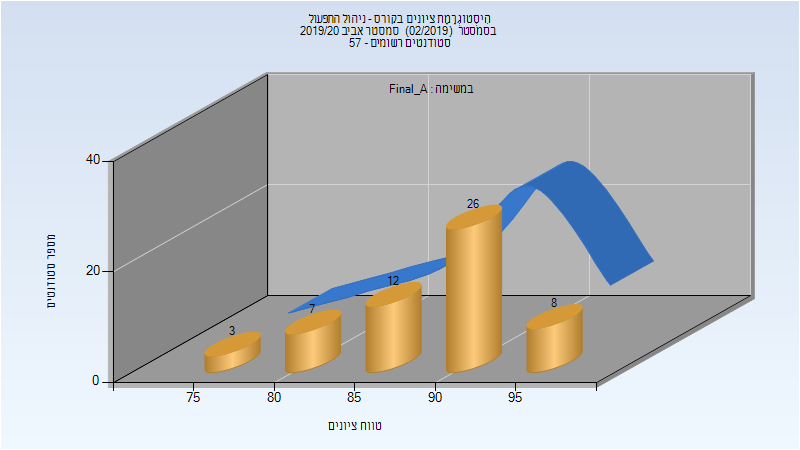 היסטוגרמת ציונים בקורס - ניהול התפעול
בסמסטר (02/2019) סמסטר אביב 2019/20
סטודנטים רשומים - 57
במשימה : Final_A
40
20
0
מספר סטודנטים
3
7
12
26
8
75
80
85
90
95
טווח ציונים